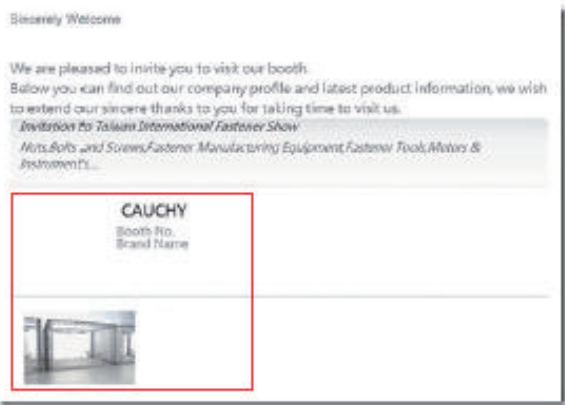 Sincerely Welcome
We are pleased to invite you to visit our booth.
Below you can find out our company profile and latest product information, we wish
to extend our sincere thanks to you for taking time to visit us.
Invitation to Taiwan International Fastener Show
Nuts,Bolts and Screws,Fastener Manufacturing Equipment,Fastener Tools,Motors &
Instruments...
CAUCHY
Booth No.
Brand Name